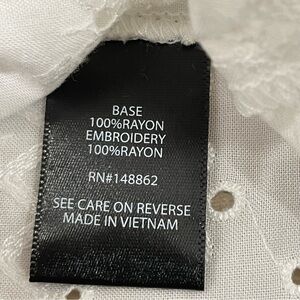 BASE
100%RAYON
EMBROIDERY
100%RAYON
RN#148862
SEE CARE ON REVERSE
MADE IN VIETNAM